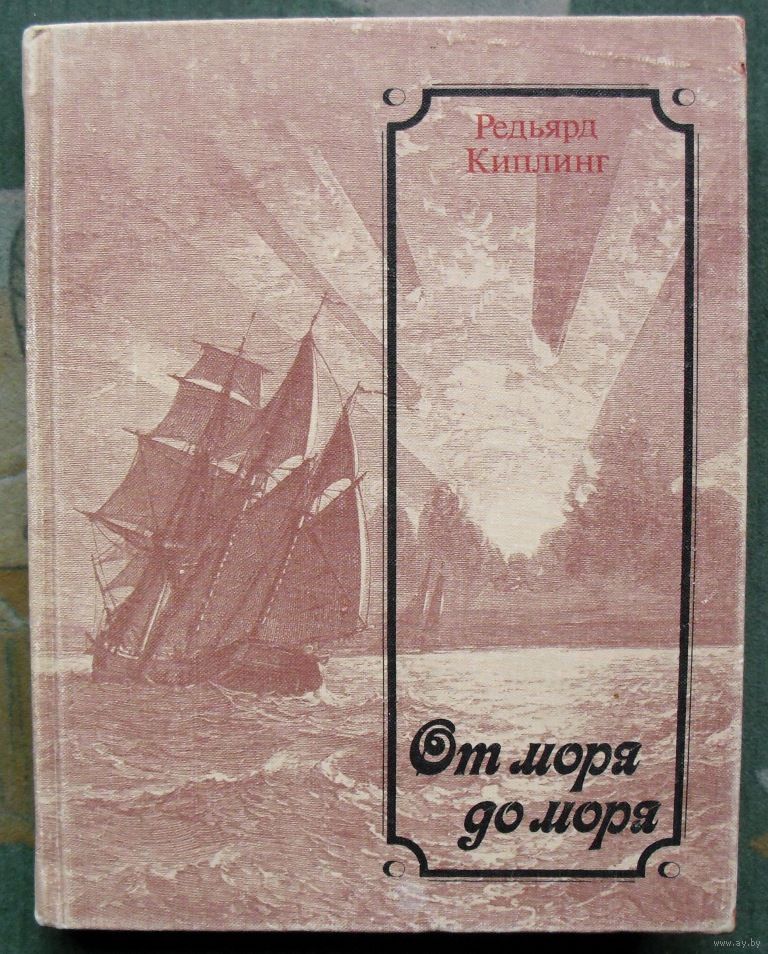 Редьярд
Киплинг
От моря
до моря
www.ay.by